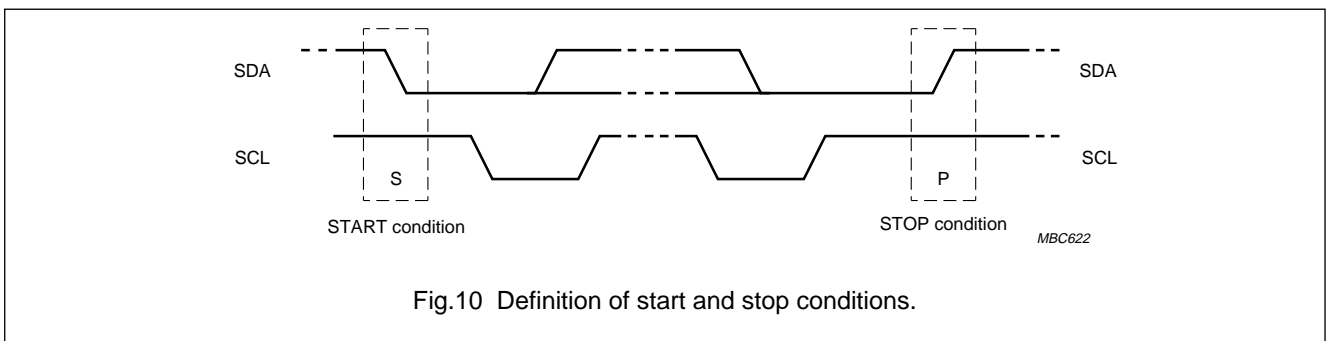 SDA SDA
SCL SCL
S P
START condition STOP condition
MBC622
Fig.10 Definition of start and stop conditions.